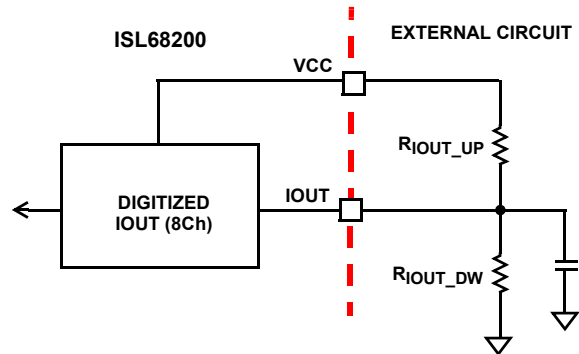 ISL68200
EXTERNAL CIRCUIT
VCC
RIOUT_UP
DIGITIZED
IOUT (8Ch)
IOUT
RIOUT_DW